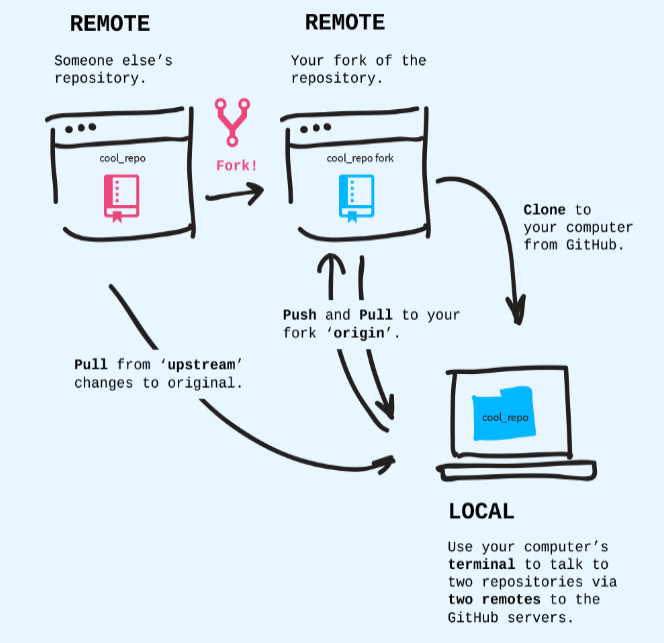 REMOTE
Someone else’s
repository.
cool_repo
Fork!
REMOTE
Your fork of the
repository.
cool_repo fork
Clone to
your computer
from GitHub.
Push and Pull to your
fork ‘origin’.
Pull from ‘upstream’
changes to original.
cool_repo
LOCAL
Use your computer’s
terminal to talk to
two repositories via
two remotes to the
GitHub servers.